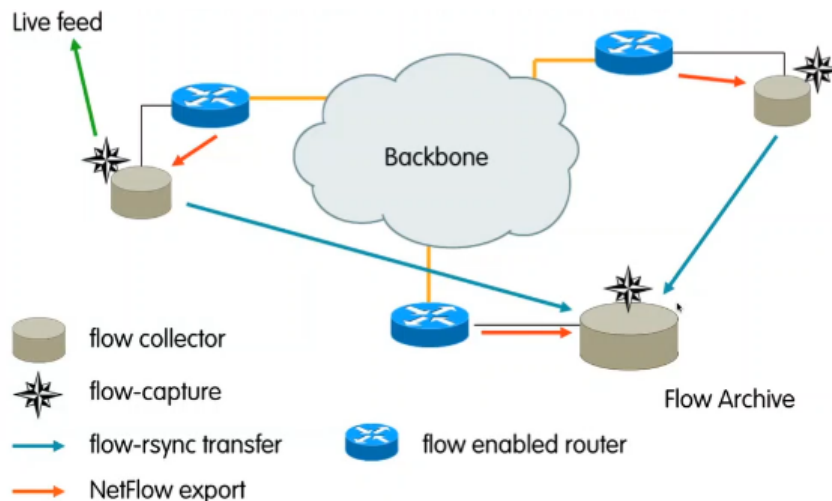 Live feed
Backbone
flow collector
flow-capture
Flow Archive
flow-rsync transfer
flow enabled router
NetFlow export